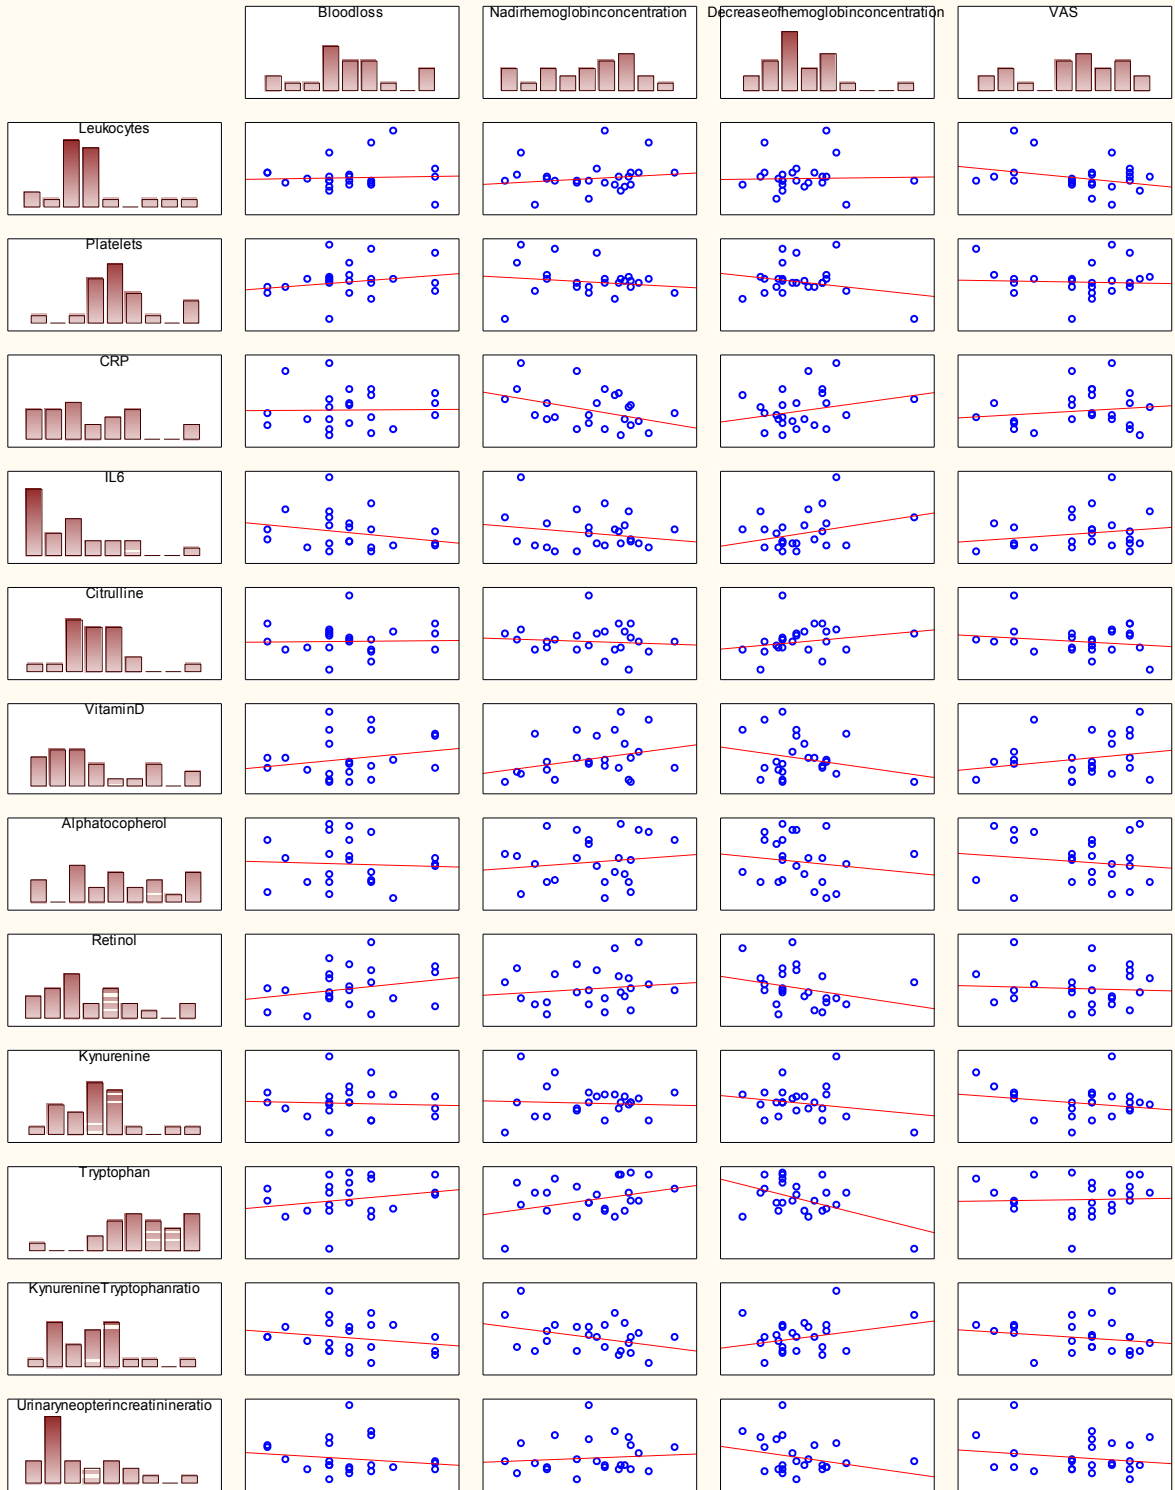 Bloodloss
Nadirhemoglobinconcentration
Decreaseofhemoglobinconcentration
VAS
Leukocytes
Platelets
CRP
IL6
Citrulline
VitaminD
Alphatocopherol
Retinol
Kynurenine
Tryptophan
KynurenineTryptophanratio
Urinaryneopterincreatinineratio